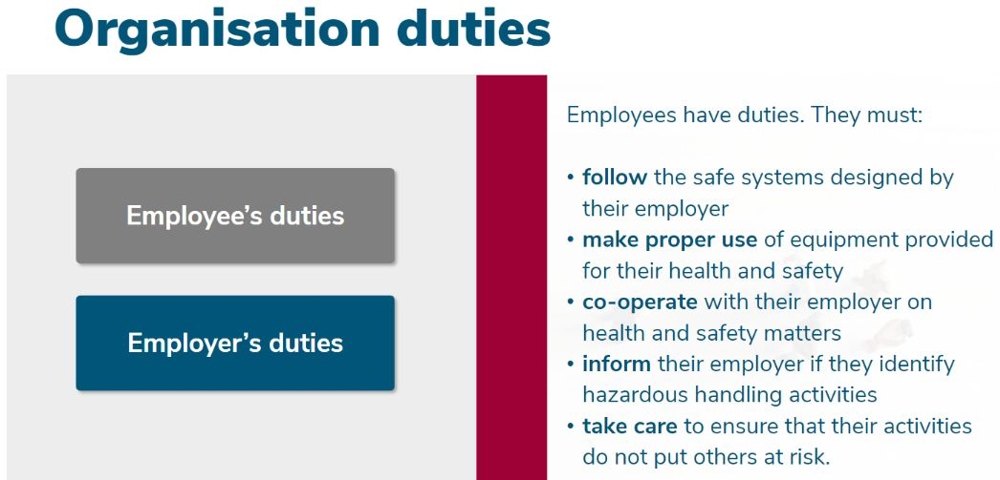 Organisation duties
Employee’s duties
Employer’s duties
Employees have duties. They must:
• follow the safe systems designed by
their employer
• make proper use of equipment provided
for their health and safety
• co-operate with their employer on
health and safety matters
• inform their employer if they identify
hazardous handling activities
• take care to ensure that their activities
do not put others at risk.